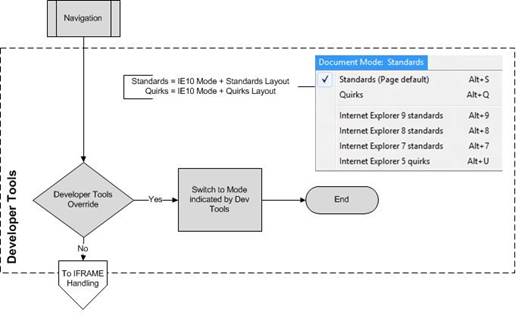 Navigation
Standards = IE10 Mode + Standards Layout
Quirks = IE10 Mode + Quirks Layout
Document Mode: Standards
✓ Standards (Page default) Alt+S
Quirks Alt+Q
Internet Explorer 9 standards Alt+9
Internet Explorer 8 standards Alt+8
Internet Explorer 7 standards Alt+7
Internet Explorer 5 quirks Alt+U
Developer Tools
Developer Tools
Override
Yes
Switch to Mode
indicated by Dev
Tools
End
No
To IFRAME
Handling